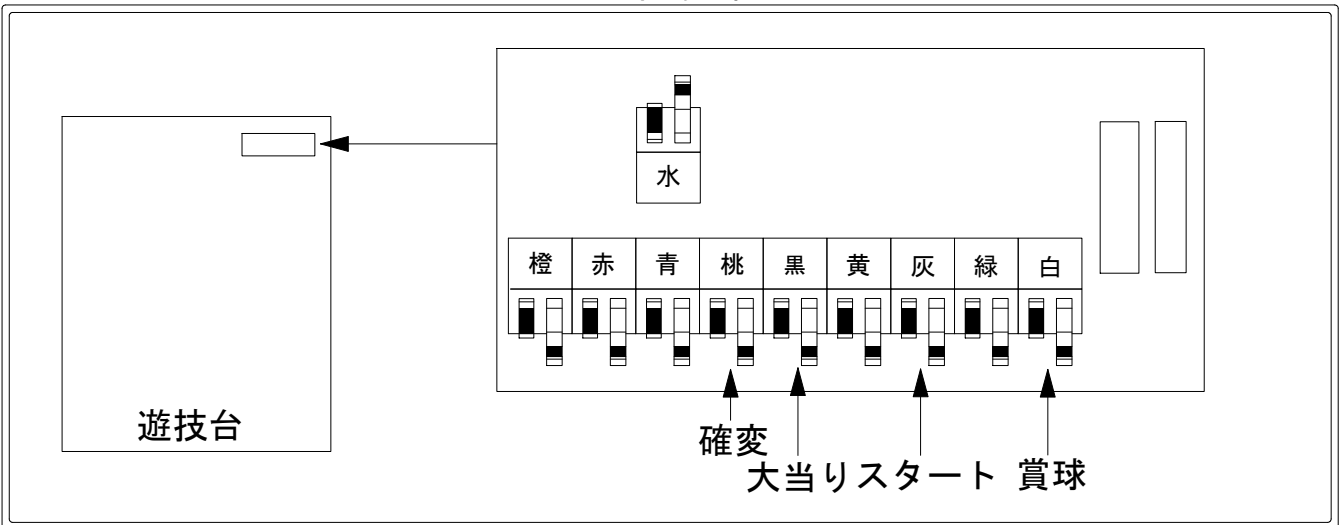 水
橙 赤 青 桃 黒 黄 灰 緑 白
遊技台
確変
大当り
スタート
賞球